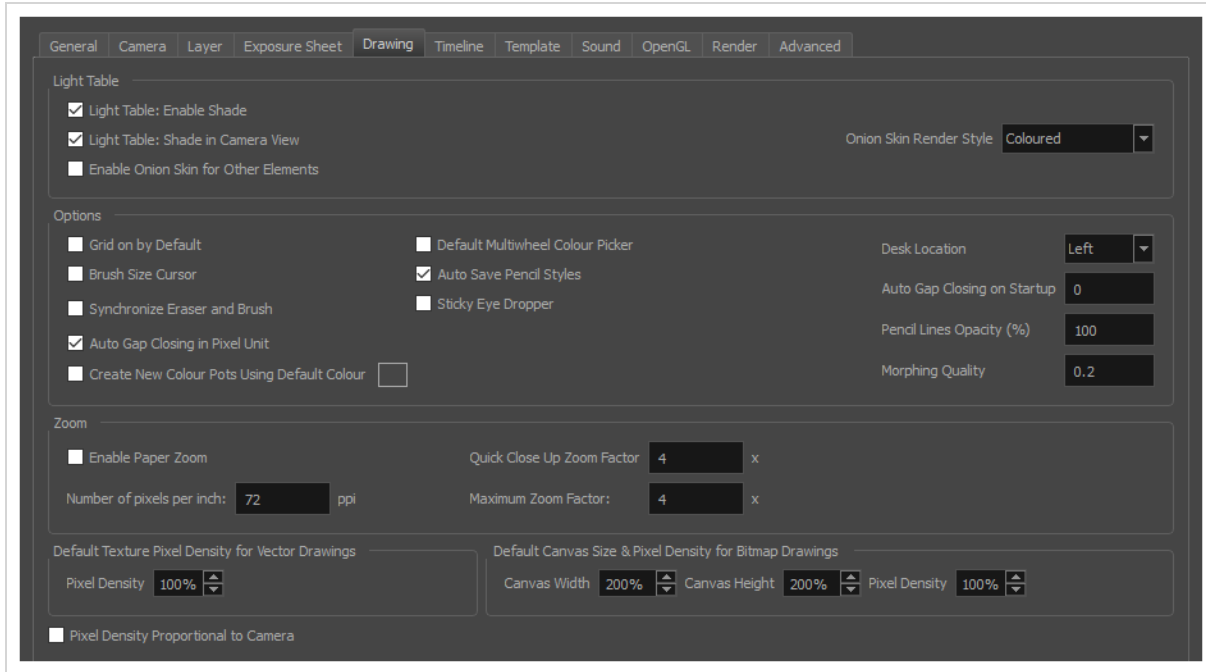 General Camera Layer Exposure Sheet Drawing Timeline Template Sound OpenGL Render Advanced
Light Table
Light Table: Enable Shade
Light Table: Shade in Camera View
Onion Skin Render Style Coloured
Enable Onion Skin for Other Elements
Options
Grid on by Default
Brush Size Cursor
Synchronize Eraser and Brush
Auto Gap Closing in Pixel Unit
Create New Colour Pots Using Default Colour
Default Multiwheel Colour Picker
Auto Save Pencil Styles
Sticky Eye Dropper
Desk Location Left
Auto Gap Closing on Startup 0
Pencil Lines Opacity (%) 100
Morphing Quality 0.2
Zoom
Enable Paper Zoom
Number of pixels per inch: 72 ppi
Quick Close Up Zoom Factor 4 x
Maximum Zoom Factor: 4 x
Default Texture Pixel Density for Vector Drawings
Pixel Density 100%
Default Canvas Size & Pixel Density for Bitmap Drawings
Canvas Width 200% Canvas Height 200% Pixel Density 100%
Pixel Density Proportional to Camera